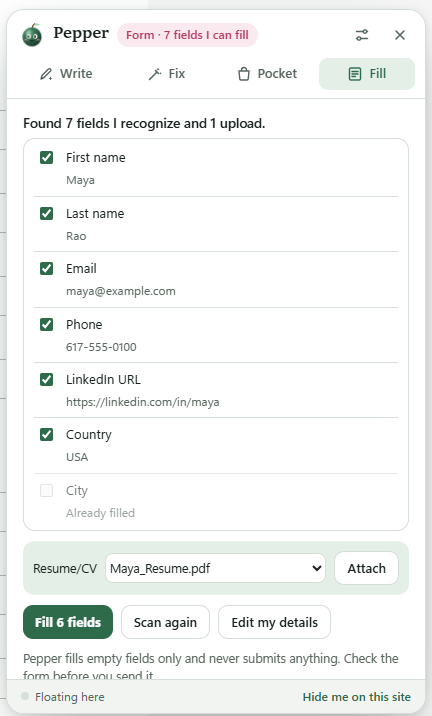 Pepper
Form · 7 fields I can fill
Write
Fix
Pocket
Fill
Found 7 fields I recognize and 1 upload.
First name
Maya
Last name
Rao
Email
maya@example.com
Phone
617-555-0100
LinkedIn URL
https://linkedin.com/in/maya
Country
USA
City
Already filled
Resume/CV
Maya_Resume.pdf
Attach
Fill 6 fields
Scan again
Edit my details
Pepper fills empty fields only and never submits anything. Check the
form before you send it
Floating here
Hide me on this site